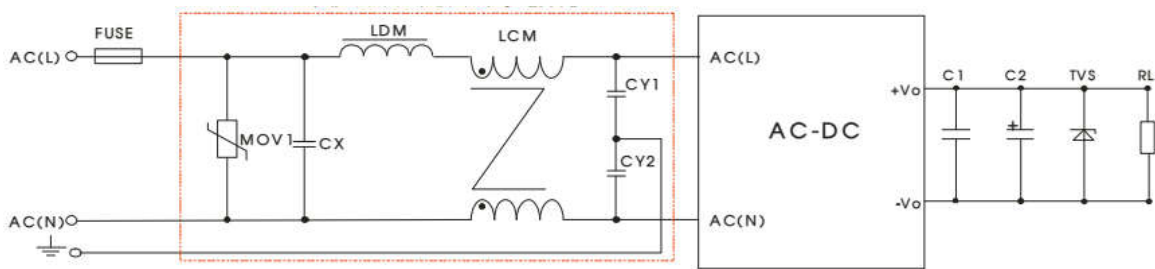 FUSE
LDM
LCM
AC(L)
AC(L)
CY1
MOV1
CX
CY2
AC(N)
AC(N)
AC-DC
+Vo
-Vo
C1
C2
TVS
RL
+